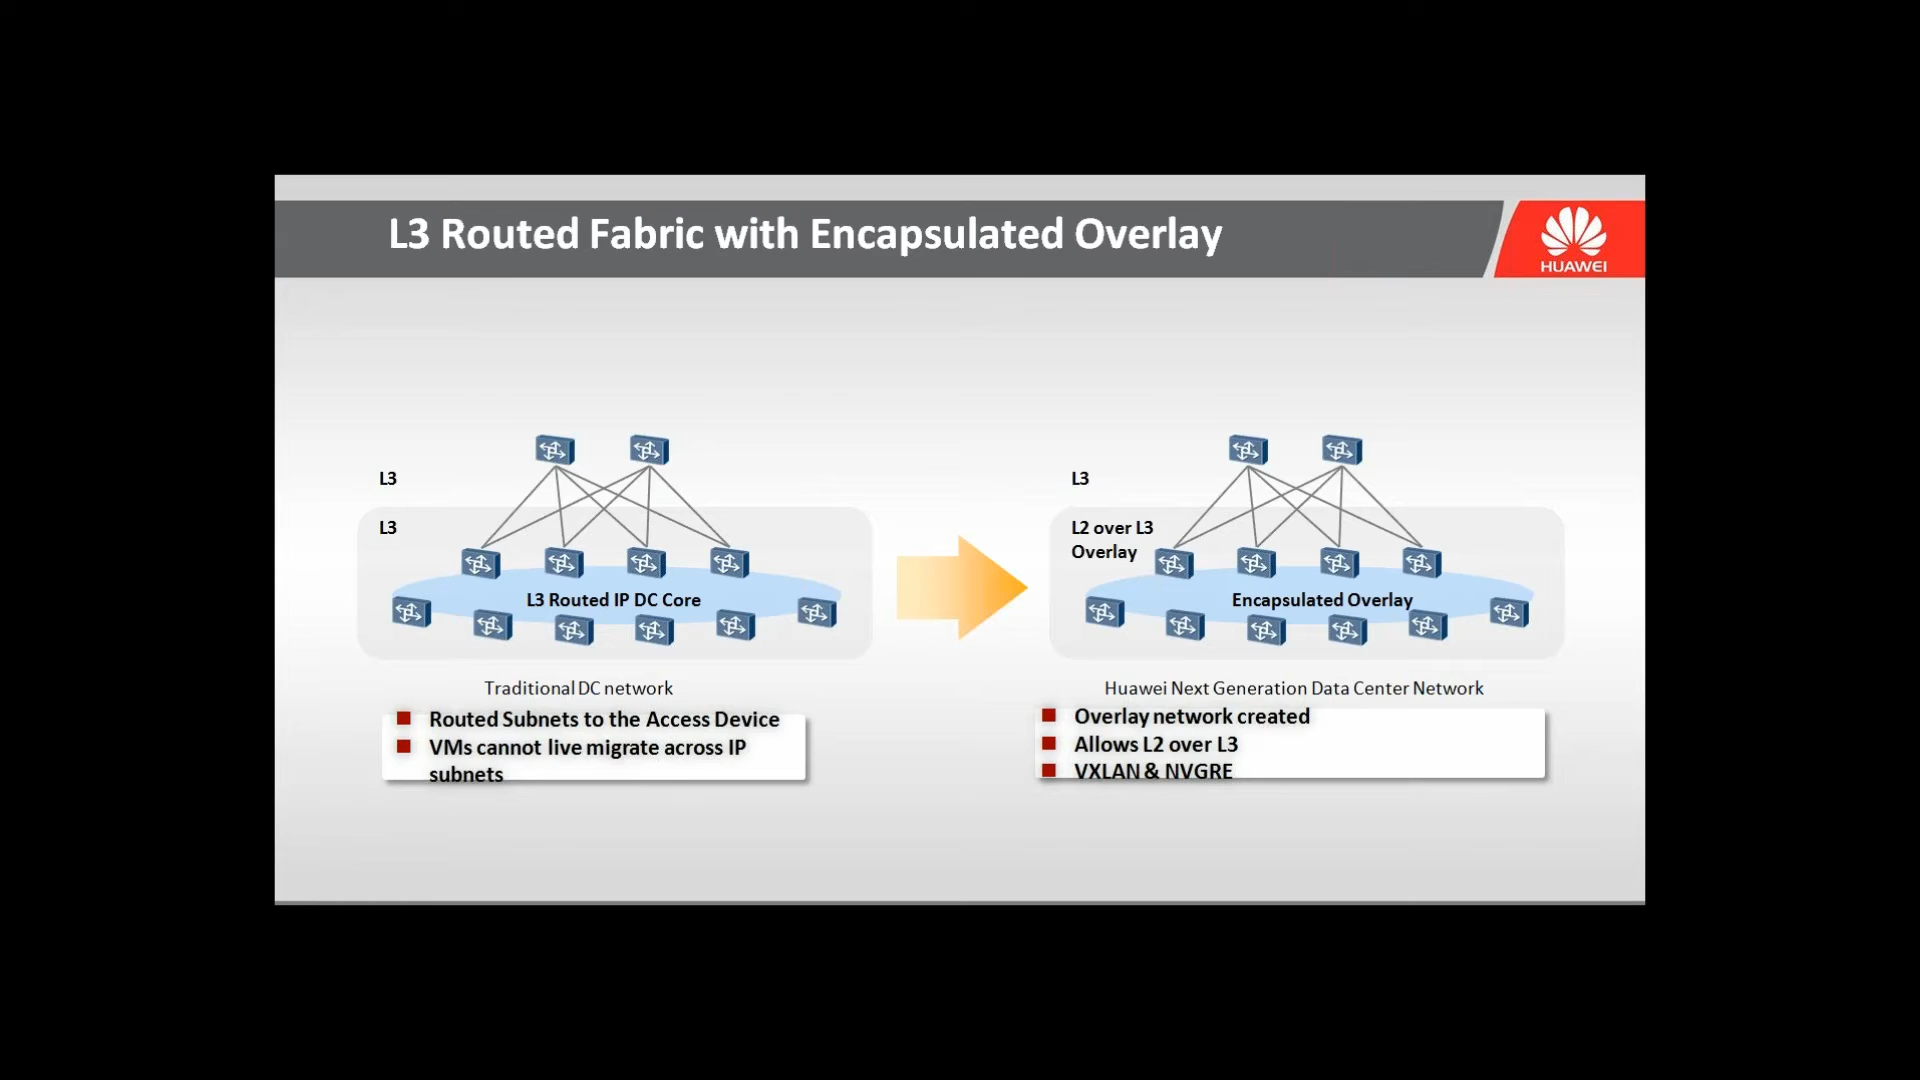 L3 Routed Fabric with Encapsulated Overlay
HUAWEI
L3
L3
L3 Routed IP DC Core
Traditional DC network
Routed Subnets to the Access Device
VMs cannot live migrate across IP
subnets
L3
L2 over L3
Overlay
Encapsulated Overlay
Huawei Next Generation Data Center Network
Overlay network created
Allows L2 over L3
VXLAN & NVGRE